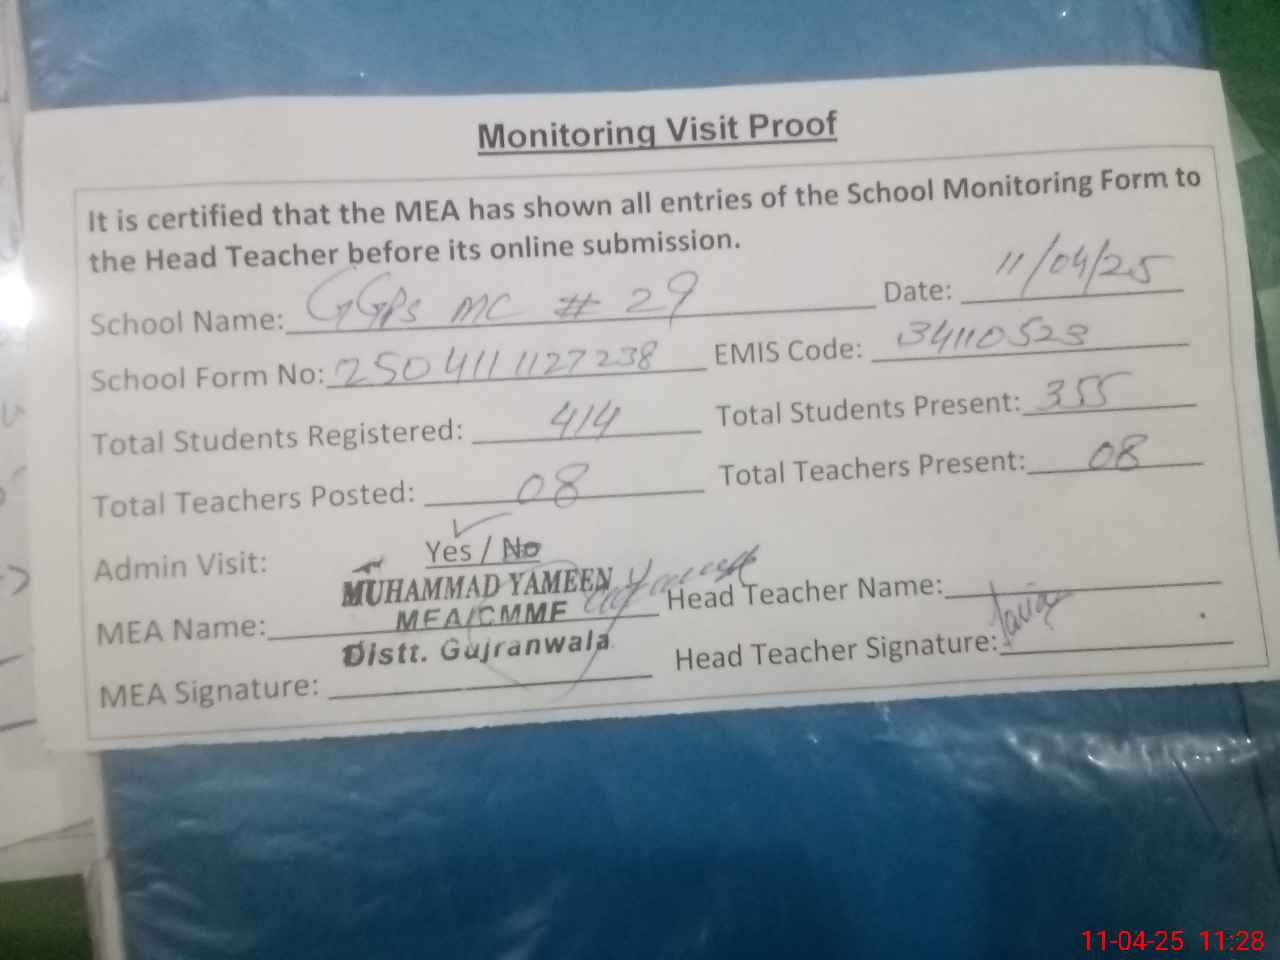 Monitoring Visit Proof
It is certified that the MEA has shown all entries of the School Monitoring Form to
the Head Teacher before its online submission.
School Name: GGPS MC # 29 Date: 11/04/25
School Form No: 2504111127238 EMIS Code: 34110523
Total Students Registered: 414 Total Students Present: 355
Total Teachers Posted: 08 Total Teachers Present: 08
Admin Visit: Yes / No
MUHAMMAD YAMEEN
MEA Name: MEA/CMMF Head Teacher Name:
Distt. Gujranwala
MEA Signature: Head Teacher Signature:
11-04-25 11:28